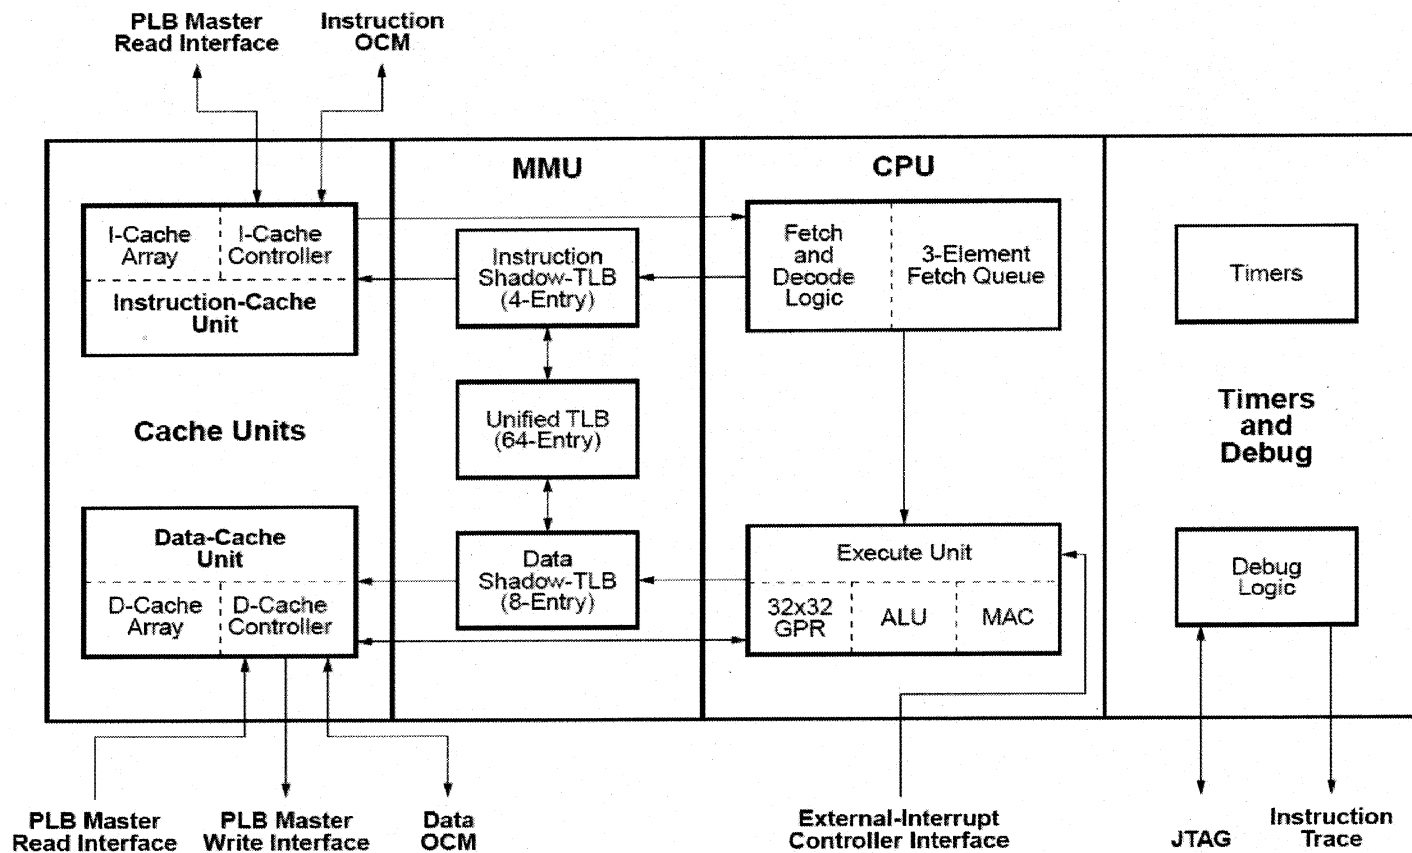 PLB Master
Read Interface
Instruction
OCM
MMU
CPU
I-Cache
Array
I-Cache
Controller
Instruction-Cache
Unit
Instruction
Shadow-TLB
(4-Entry)
Fetch
and
Decode
Logic
3-Element
Fetch Queue
Timers
Cache Units
Unified TLB
(64-Entry)
Timers
and
Debug
Data-Cache
Unit
D-Cache
Array
D-Cache
Controller
Data
Shadow-TLB
(8-Entry)
Execute Unit
32x32
GPR
ALU
MAC
Debug
Logic
PLB Master
Read Interface
PLB Master
Write Interface
Data
OCM
External-Interrupt
Controller Interface
JTAG
Instruction
Trace